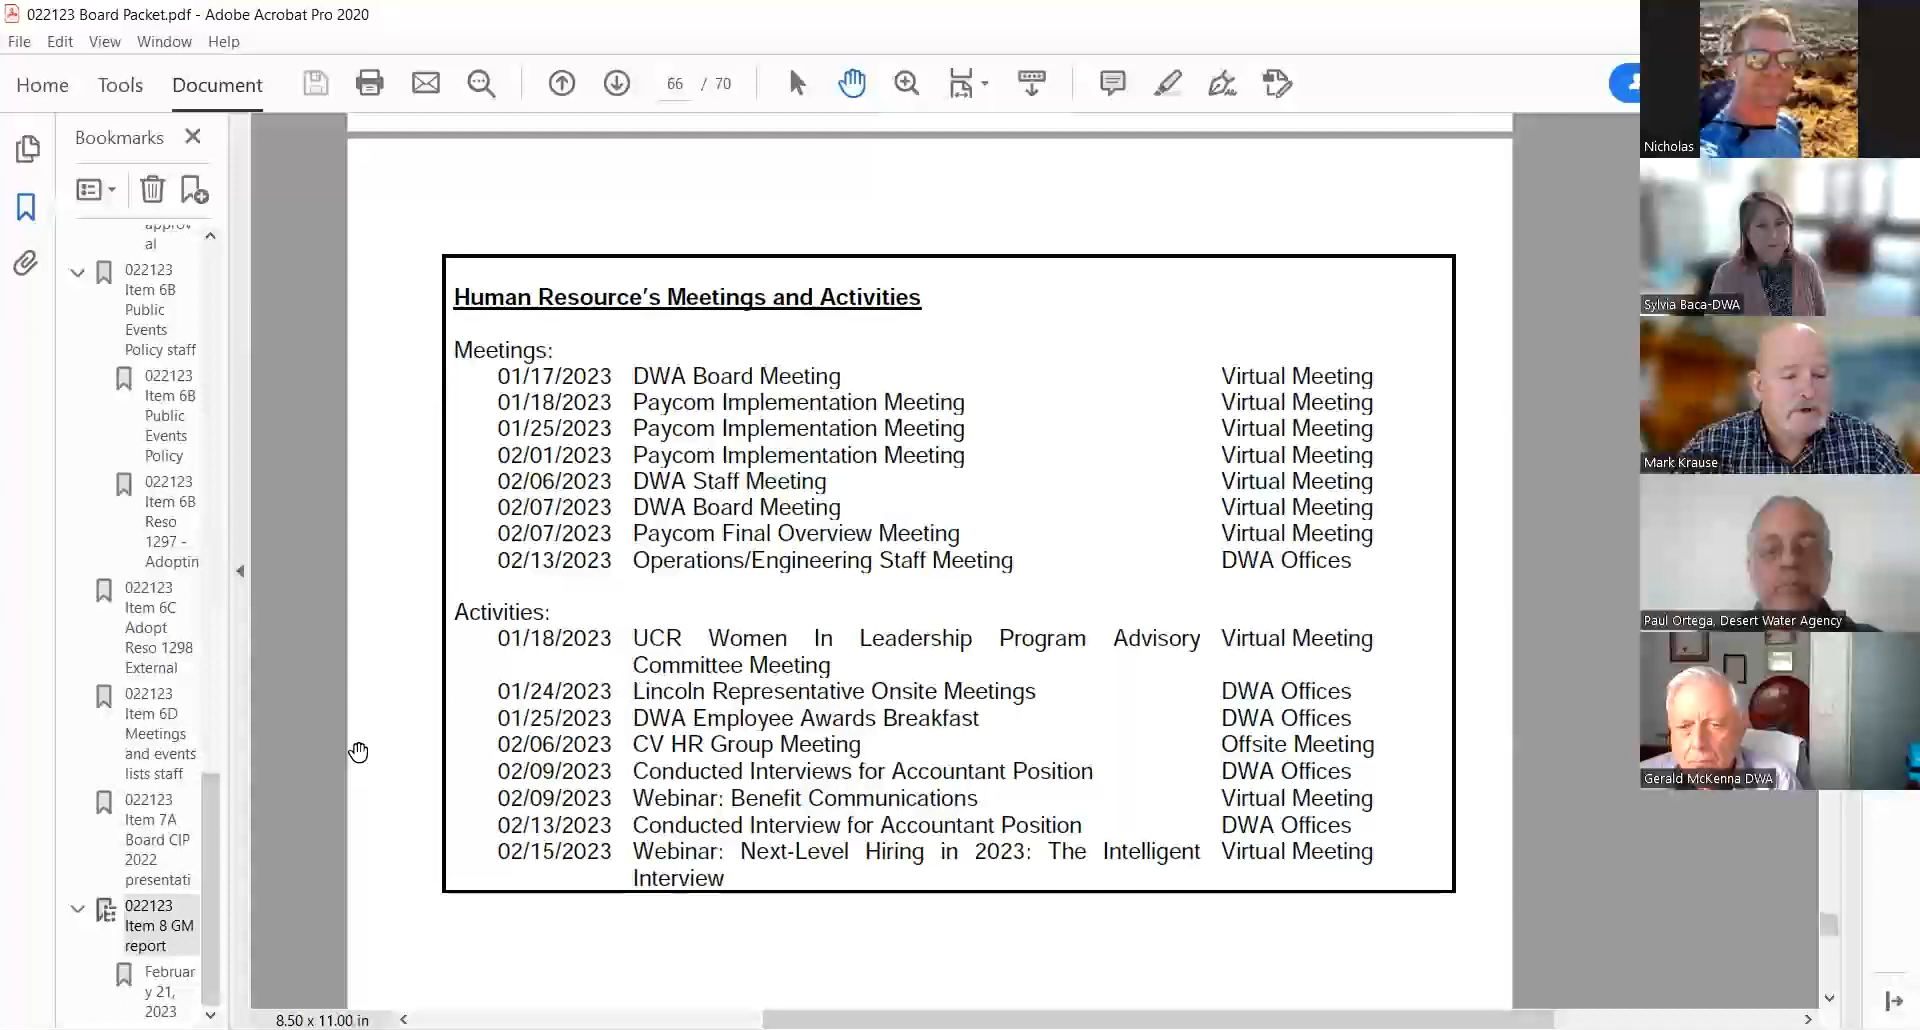 022123 Board Packet.pdf - Adobe Acrobat Pro 2020
File Edit View Window Help
Home Tools Document 66 / 70
Bookmarks
approv
al
022123
Item 6B
Public
Events
Policy staff
022123
Item 6B
Public
Events
Policy
022123
Item 6B
Reso
1297 -
Adoptin
022123
Item 6C
Adopt
Reso 1298
External
022123
Item 6D
Meetings
and events
lists staff
022123
Item 7A
Board CIP
2022
presentati
022123
Item 8 GM
report
Februar
y 21,
2023
Human Resource's Meetings and Activities
Meetings:
01/17/2023 DWA Board Meeting Virtual Meeting
01/18/2023 Paycom Implementation Meeting Virtual Meeting
01/25/2023 Paycom Implementation Meeting Virtual Meeting
02/01/2023 Paycom Implementation Meeting Virtual Meeting
02/06/2023 DWA Staff Meeting Virtual Meeting
02/07/2023 DWA Board Meeting Virtual Meeting
02/07/2023 Paycom Final Overview Meeting Virtual Meeting
02/13/2023 Operations/Engineering Staff Meeting DWA Offices
Activities:
01/18/2023 UCR Women In Leadership Program Advisory Virtual Meeting
Committee Meeting
01/24/2023 Lincoln Representative Onsite Meetings DWA Offices
01/25/2023 DWA Employee Awards Breakfast DWA Offices
02/06/2023 CV HR Group Meeting Offsite Meeting
02/09/2023 Conducted Interviews for Accountant Position DWA Offices
02/09/2023 Webinar: Benefit Communications Virtual Meeting
02/13/2023 Conducted Interview for Accountant Position DWA Offices
02/15/2023 Webinar: Next-Level Hiring in 2023: The Intelligent Virtual Meeting
Interview
8.50 x 11.00 in
Nicholas
Sylvia Baca-DWA
Mark Krause
Paul Ortega, Desert Water Agency
Gerald McKenna DWA